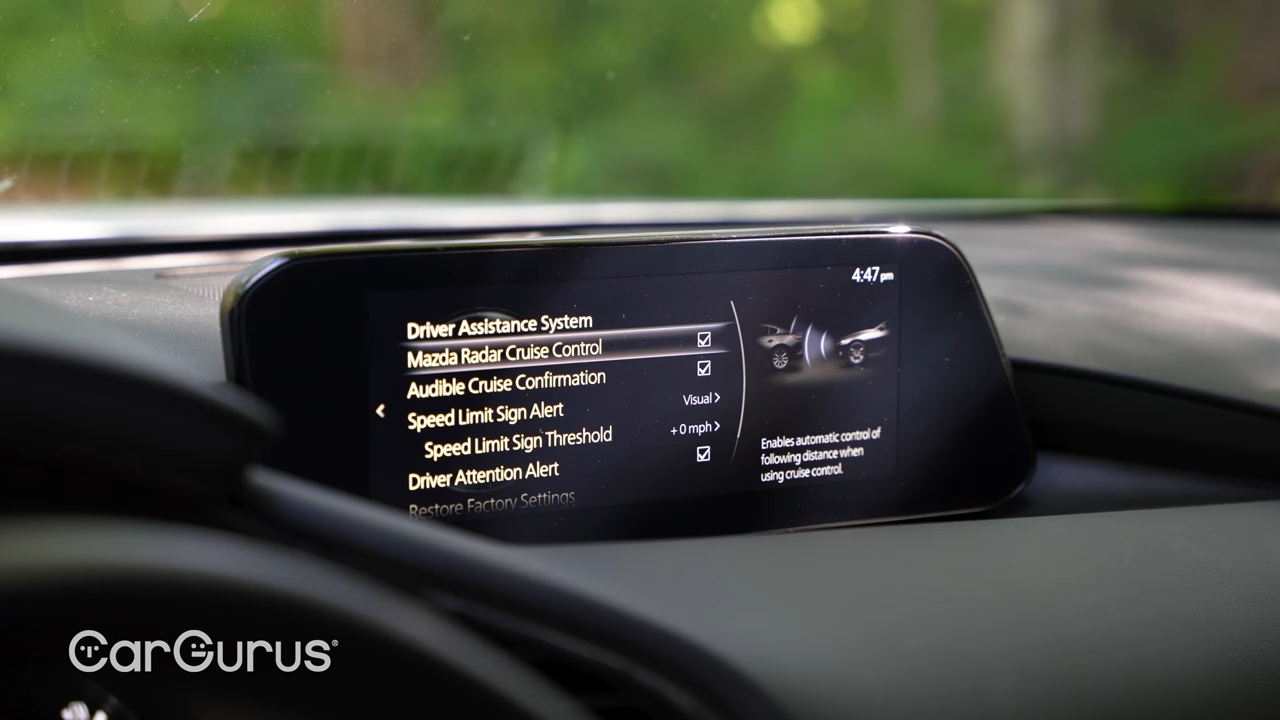 4:47 pm
Driver Assistance System
Mazda Radar Cruise Control
Audible Cruise Confirmation
Speed Limit Sign Alert Visual >
Speed Limit Sign Threshold + 0 mph >
Driver Attention Alert
Restore Factory Settings
Enables automatic control of
following distance when
using cruise control.
CarGurus®